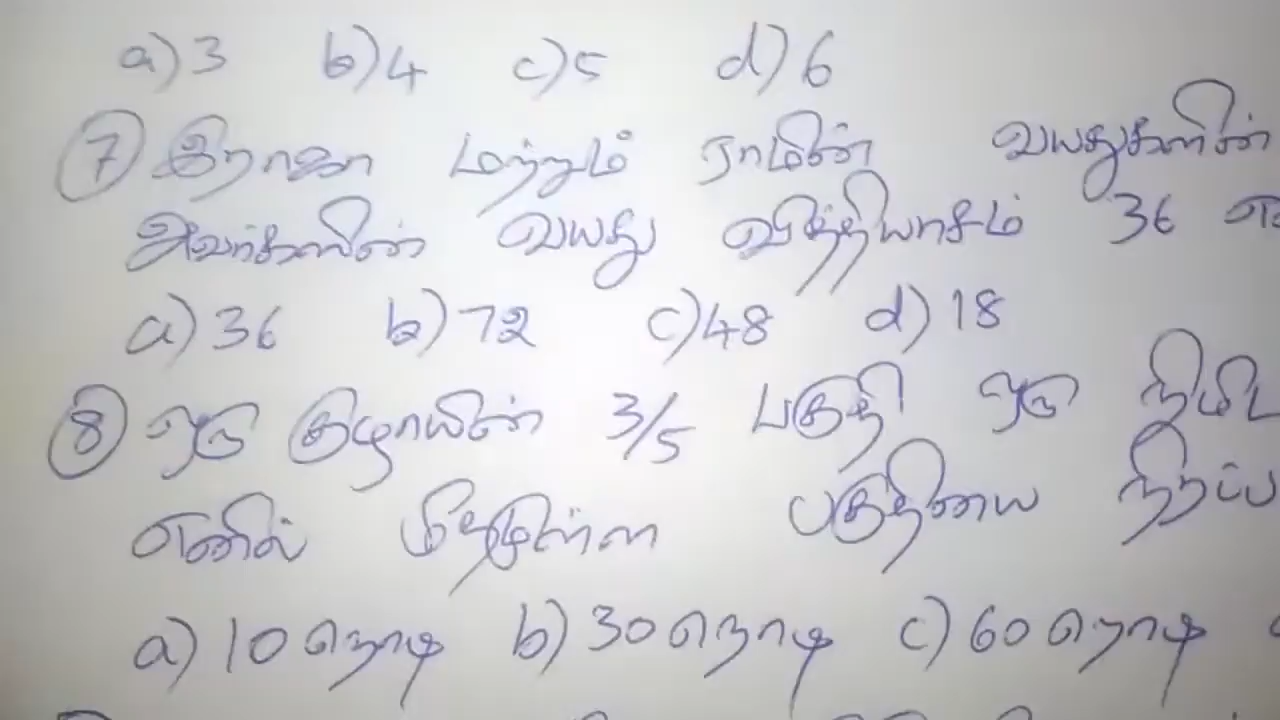 a) 3 b) 4 c) 5 d) 6
7 இராஜா மற்றும் ராமின் வயதுகளின்
அவர்களின் வயது வித்தியாசம் 36
a) 36 b) 72 c) 48 d) 18
8 ஒரு குழாயின் 3/5 பகுதி ஒரு நிமிட
எனில் மீதமுள்ள பகுதியை நிரப்ப
a) 10 நொடி b) 30 நொடி c) 60 நொடி